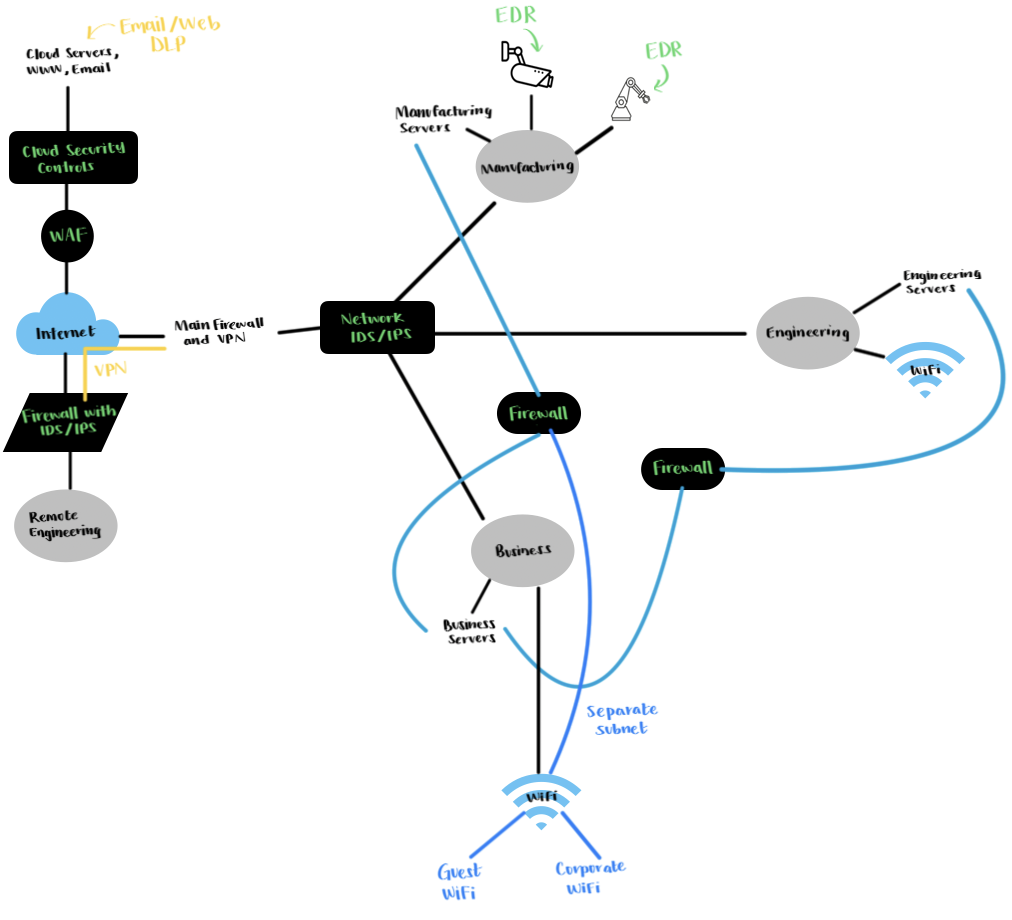 Email/Web
DLP
Cloud Servers,
WWW, Email
Cloud Security
Controls
WAF
Internet
VPN
Firewall with
IDS/IPS
Remote
Engineering
Main Firewall
and VPN
Network
IDS/IPS
EDR
EDR
Manufacturing
Servers
Manufacturing
Engineering
Servers
Engineering
WiFi
Firewall
Firewall
Business
Business
Servers
Separate
subnet
WiFi
Guest
WiFi
Corporate
WiFi